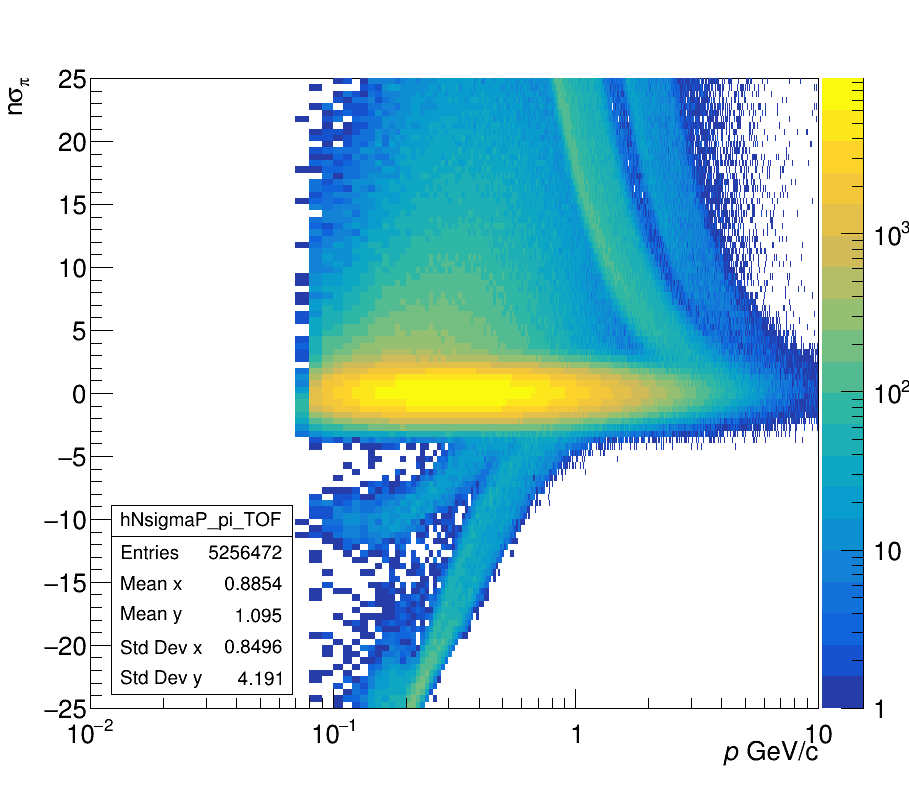 nσπ
25
20
15
10
5
0
−5
−10
−15
−20
−25
hNsigmaP_pi_TOF
Entries 5256472
Mean x 0.8854
Mean y 1.095
Std Dev x 0.8496
Std Dev y 4.191
10−2
10−1
1
10
p GeV/c
10³
10²
10
1